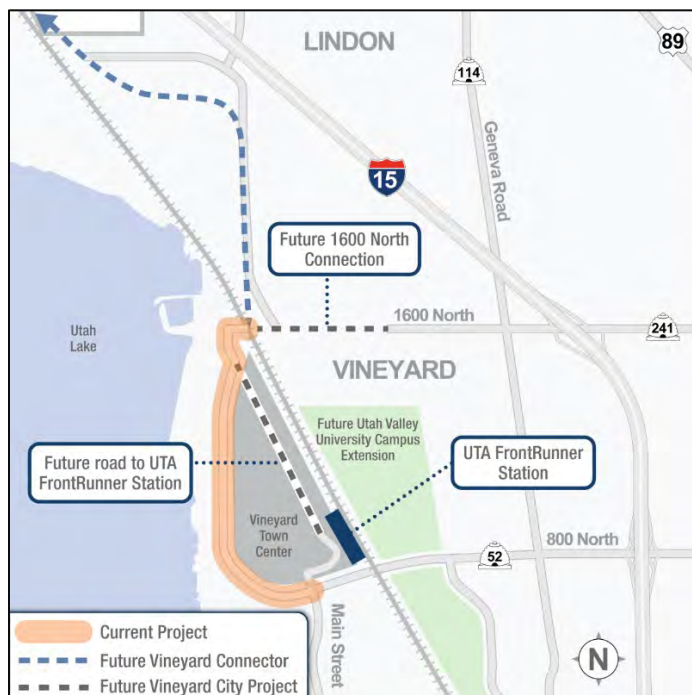 LINDON
89
114
Geneva Road
15
Future 1600 North
Connection
1600 North
241
Utah
Lake
VINEYARD
Future Utah Valley
University Campus
Extension
UTA FrontRunner
Station
Future road to UTA
FrontRunner Station
Vineyard
Town
Center
800 North
52
Main Street
Current Project
Future Vineyard Connector
Future Vineyard City Project
N